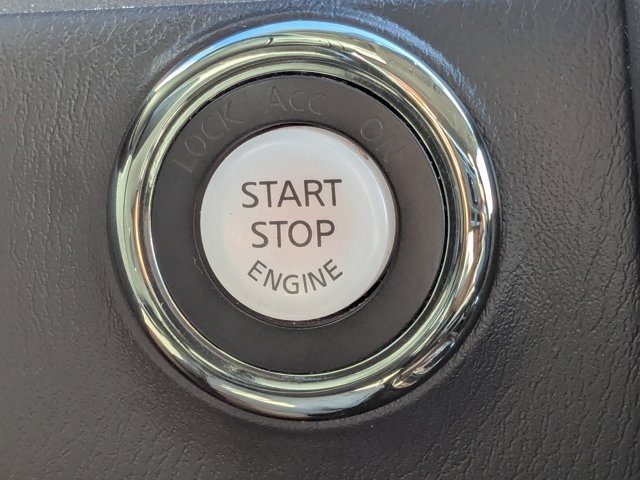 LOCK ACC ON
START
STOP
ENGINE